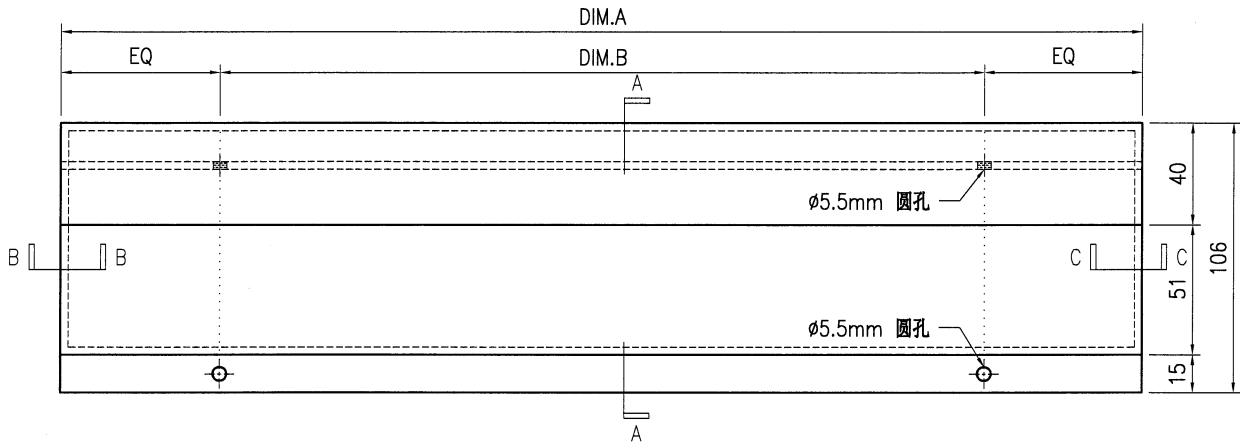 DIM.A
EQ
DIM.B
EQ
A
40
ø5.5mm 圆孔
B
B
C
C
106
51
ø5.5mm 圆孔
15
A